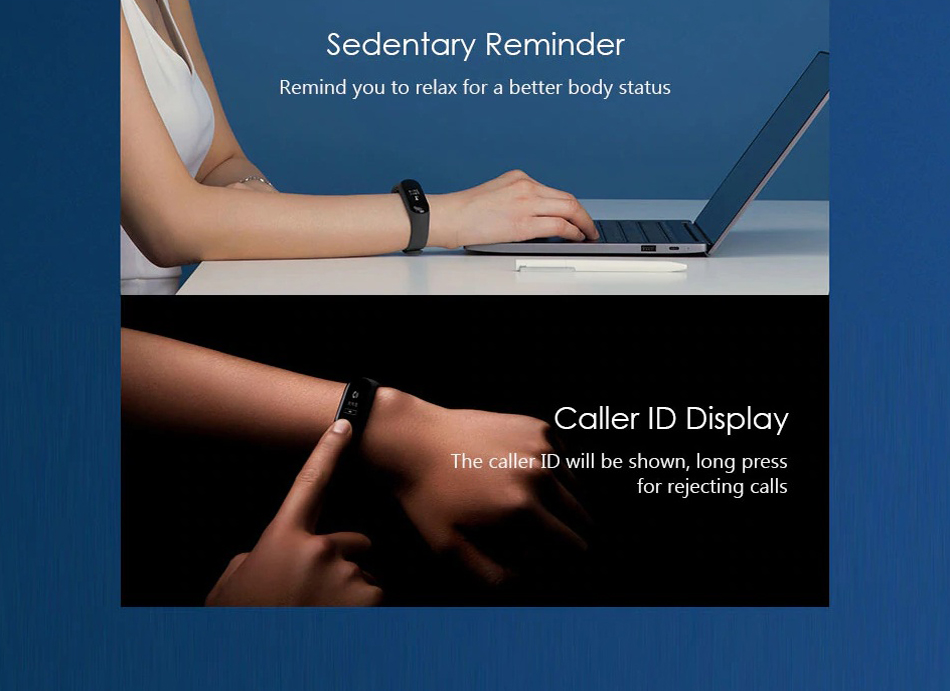 Sedentary Reminder
Remind you to relax for a better body status
Caller ID Display
The caller ID will be shown, long press
for rejecting calls